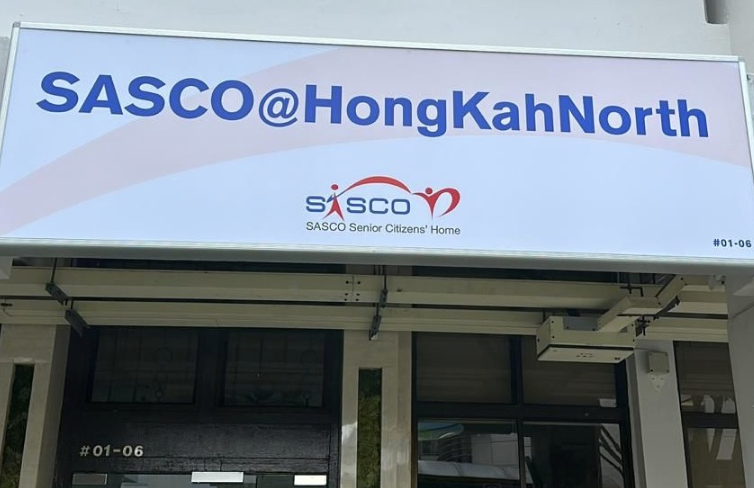 SASCO@HongKahNorth
SASCO
SASCO Senior Citizens' Home
#01-06
#01-06